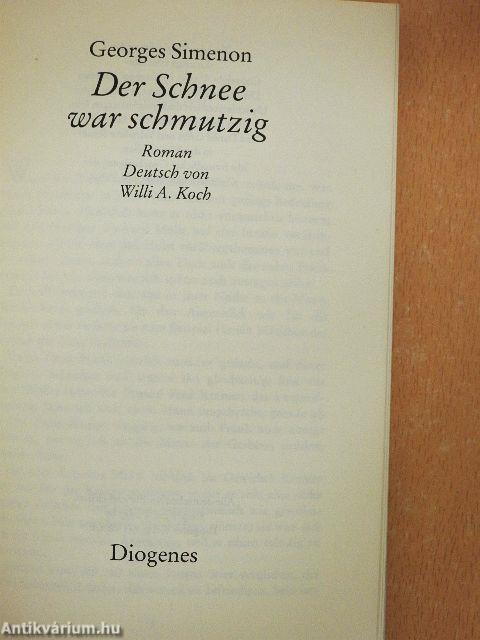 Georges Simenon
Der Schnee
war schmutzig
Roman
Deutsch von
Willi A. Koch
Diogenes
Antikvárium.hu